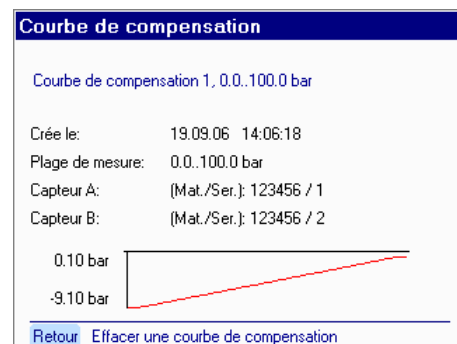 Courbe de compensation
Courbe de compensation 1, 0.0..100.0 bar
Crée le: 19.09.06 14:06:18
Plage de mesure: 0.0..100.0 bar
Capteur A: (Mat./Ser.): 123456 / 1
Capteur B: (Mat./Ser.): 123456 / 2
0.10 bar
-9.10 bar
Retour Effacer une courbe de compensation